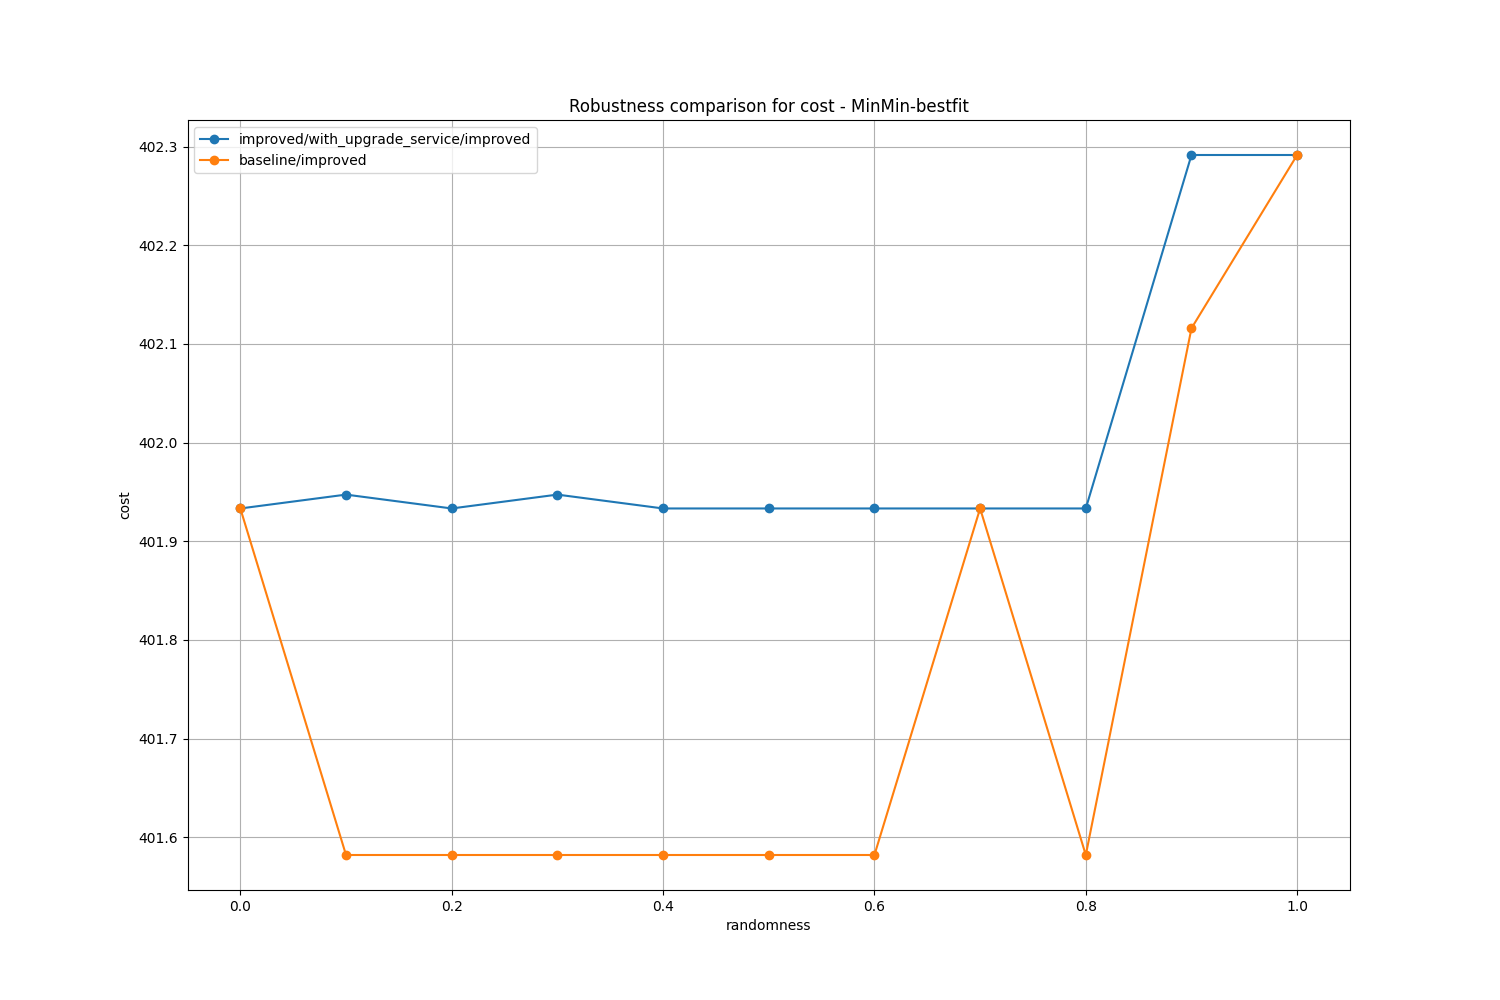 Robustness comparison for cost - MinMin-bestfit
improved/with_upgrade_service/improved
baseline/improved
402.3
402.2
402.1
402.0
401.9
401.8
401.7
401.6
cost
0.0 0.2 0.4 0.6 0.8 1.0
randomness